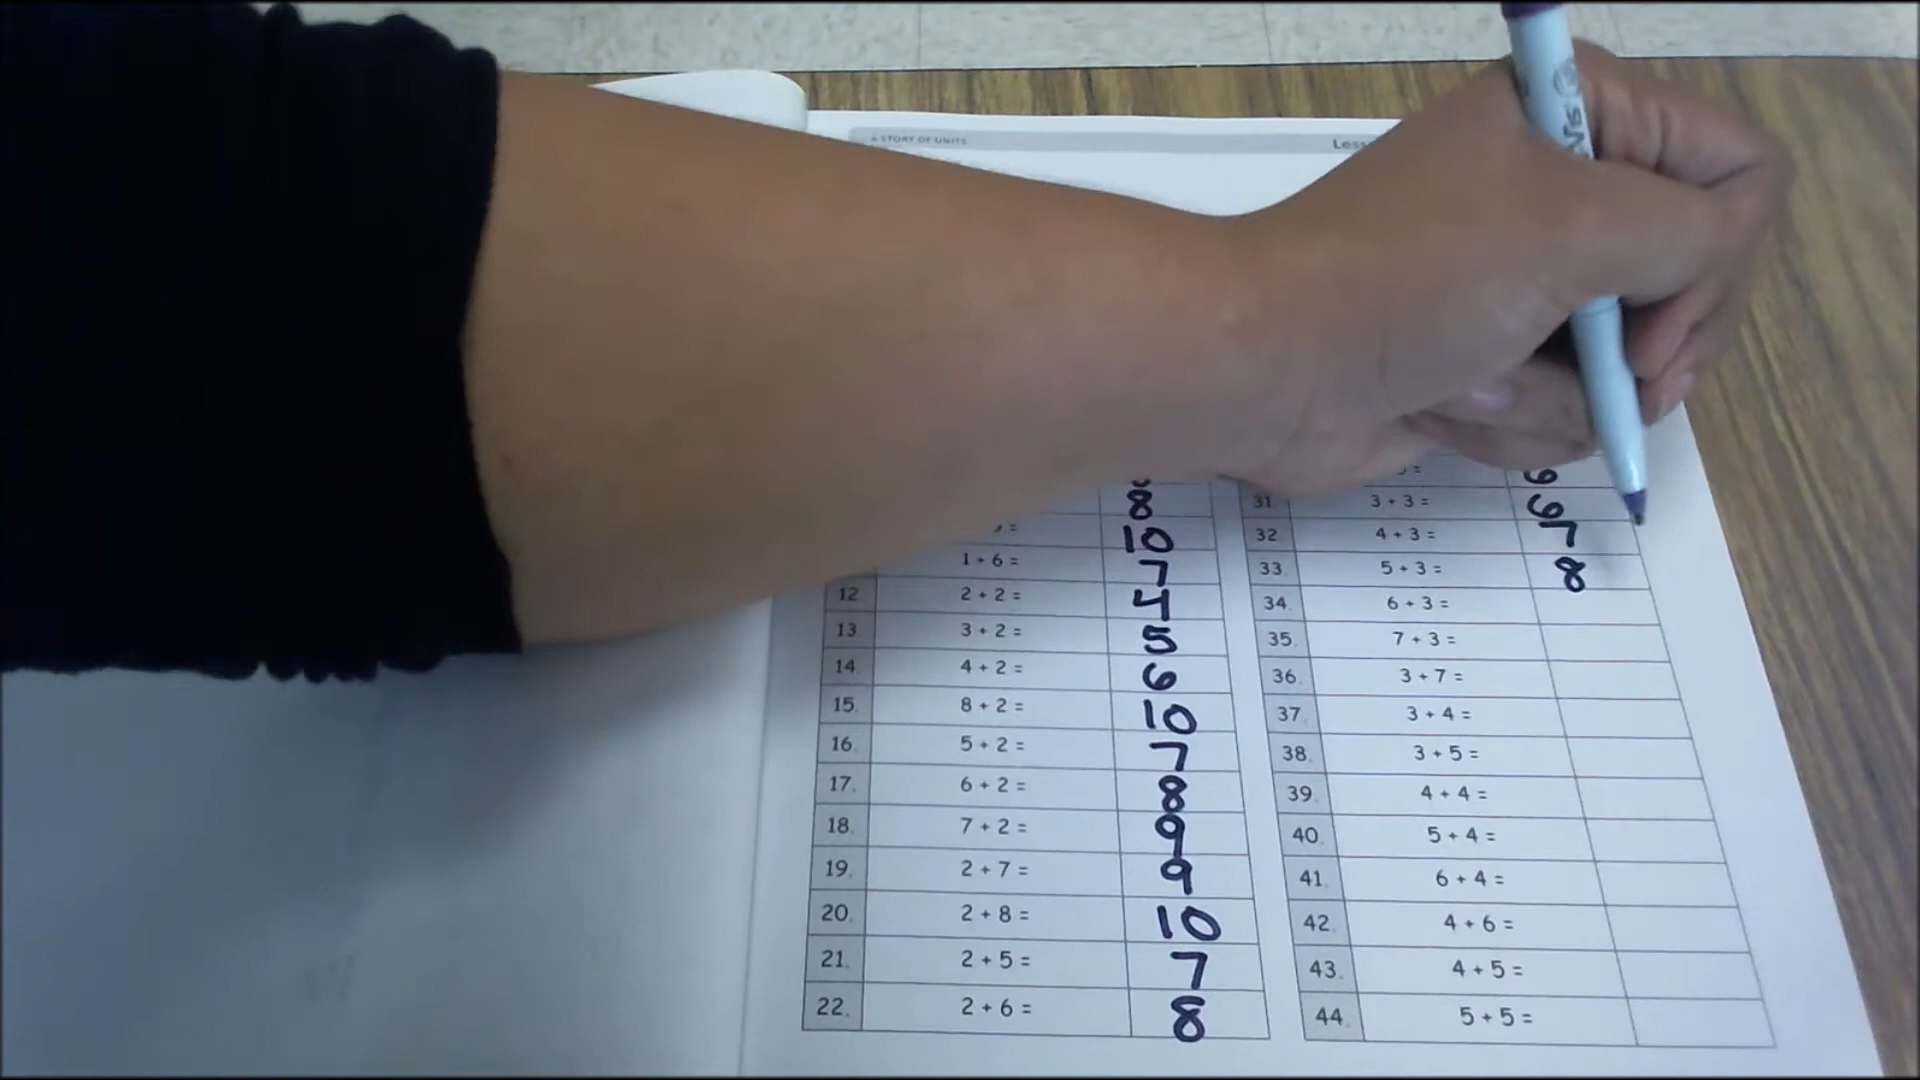 A STORY OF UNITS
8
10
1 + 6 = 7
12 2 + 2 = 4
13 3 + 2 = 5
14. 4 + 2 = 6
15. 8 + 2 = 10
16. 5 + 2 = 7
17. 6 + 2 = 8
18. 7 + 2 = 9
19. 2 + 7 = 9
20. 2 + 8 = 10
21. 2 + 5 = 7
22. 2 + 6 = 8
31 3 + 3 = 6
32. 4 + 3 = 7
33. 5 + 3 = 8
34. 6 + 3 =
35. 7 + 3 =
36. 3 + 7 =
37. 3 + 4 =
38. 3 + 5 =
39. 4 + 4 =
40. 5 + 4 =
41. 6 + 4 =
42. 4 + 6 =
43. 4 + 5 =
44. 5 + 5 =